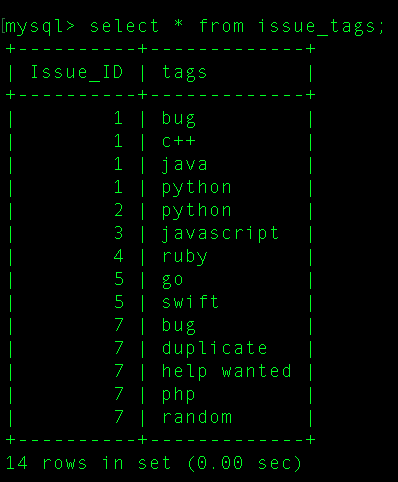 mysql> select * from issue_tags;
+----------+-------------+
| Issue_ID | tags        |
+----------+-------------+
|        1 | bug         |
|        1 | c++         |
|        1 | java        |
|        1 | python      |
|        2 | python      |
|        3 | javascript  |
|        4 | ruby        |
|        5 | go          |
|        5 | swift       |
|        7 | bug         |
|        7 | duplicate   |
|        7 | help wanted |
|        7 | php         |
|        7 | random      |
+----------+-------------+
14 rows in set (0.00 sec)